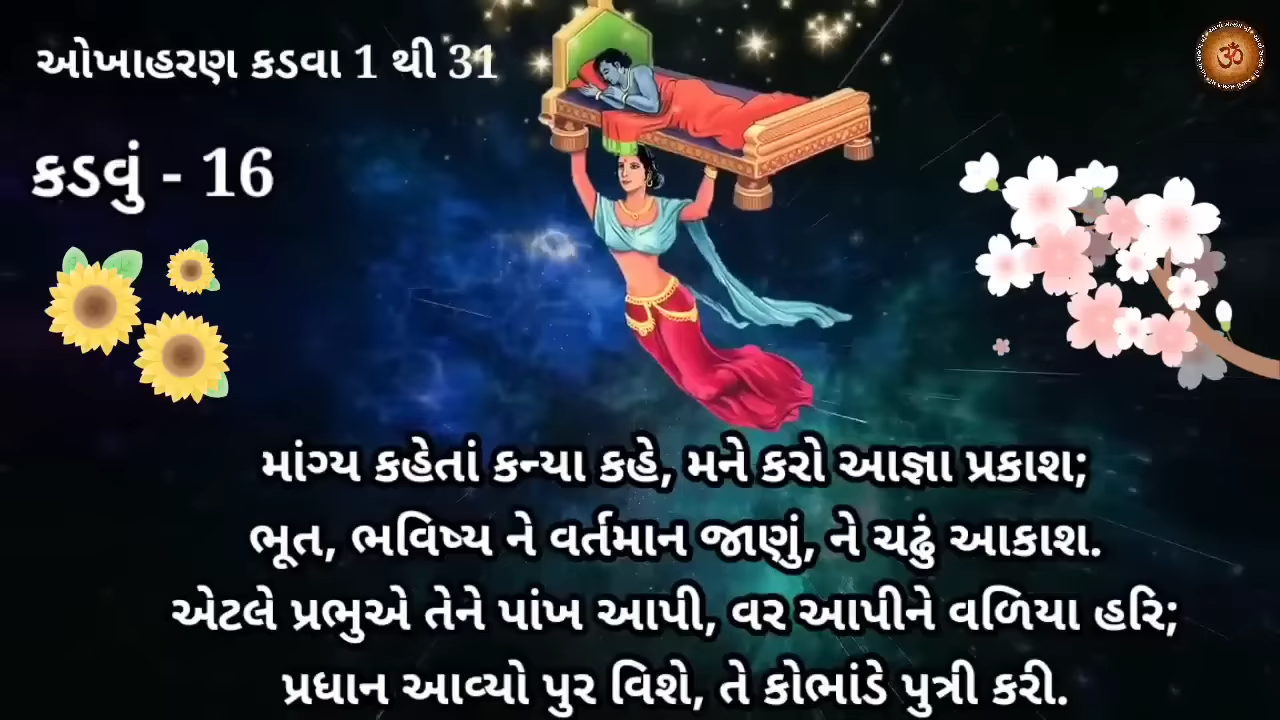 ઓખાહરણ કડવા 1 થી 31
કડવું - 16
ॐ
માંગ્ય કહેતાં કન્યા કહે, મને કરો આજ્ઞા પ્રકાશ;
ભૂત, ભવિષ્ય ને વર્તમાન જાણું, ને ચઢું આકાશ.
એટલે પ્રભુએ તેને પાંખ આપી, વર આપીને વળિયા હરિ;
પ્રધાન આવ્યો પુર વિશે, તે કોભાંડે પુત્રી કરી.